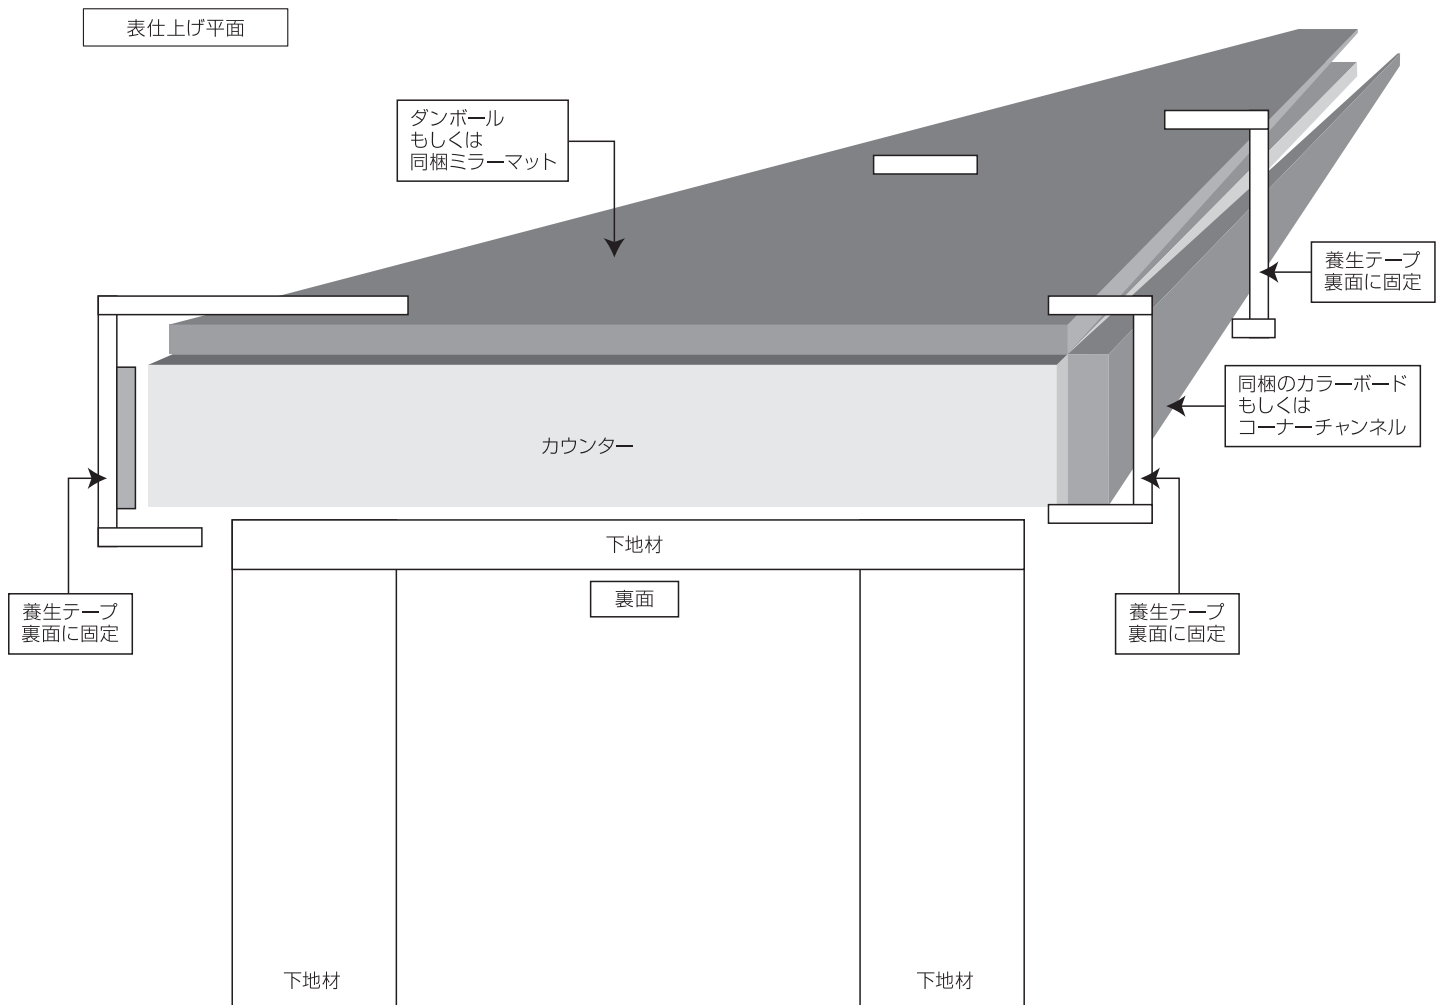 表仕上げ平面
ダンボール
もしくは
同梱ミラーマット
養生テープ
裏面に固定
同梱のカラーボード
もしくは
コーナーチャンネル
カウンター
下地材
裏面
養生テープ
裏面に固定
養生テープ
裏面に固定
下地材
下地材